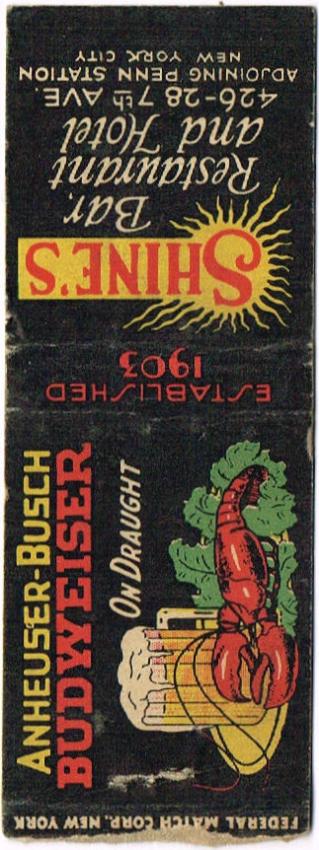 SHINE'S
Bar,
Restaurant
and Hotel
426-28 7th AVE.
ADJOINING PENN STATION
NEW YORK CITY
ESTABLISHED
1903
ANHEUSER-BUSCH
BUDWEISER
ON DRAUGHT
FEDERAL MATCH CORP. NEW YORK